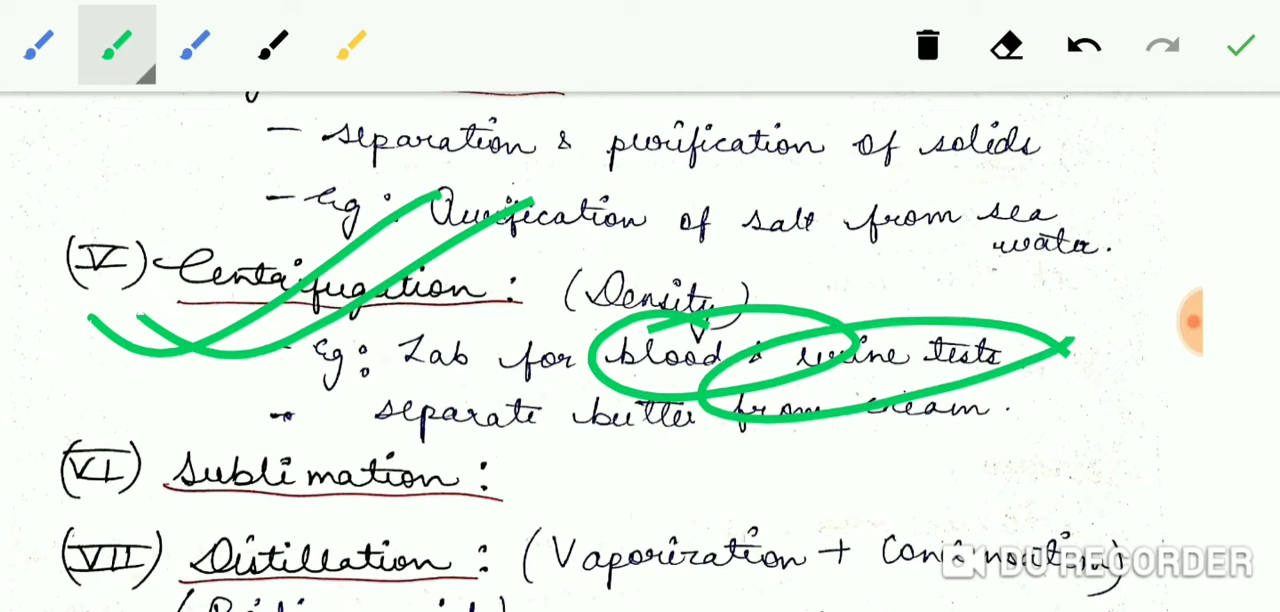 - separation & purification of solids
- Eg: Purification of salt from sea water.
(V) Centrifugation: (Density)
- Eg: Lab for blood & urine tests
- separate butter from cream.
(VI) Sublimation:
(VII) Distillation: (Vaporization +
DU RECORDER